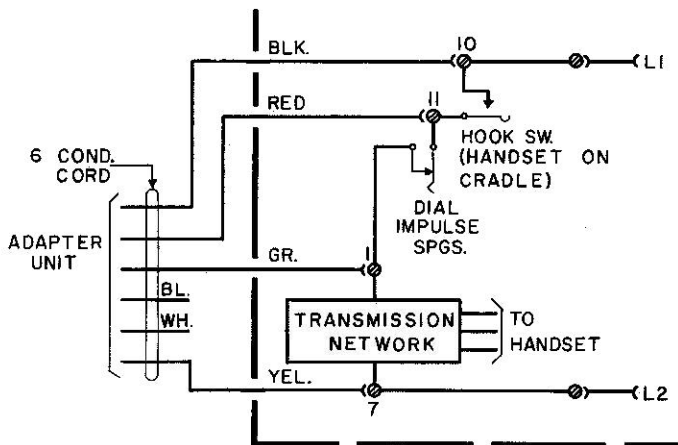 BLK.
10
L1
RED
11
HOOK SW.
(HANDSET ON
CRADLE)
6 COND.
CORD
DIAL
IMPULSE
SPGS.
ADAPTER
UNIT
GR.
1
BL.
WH.
TRANSMISSION
NETWORK
TO
HANDSET
YEL.
7
L2